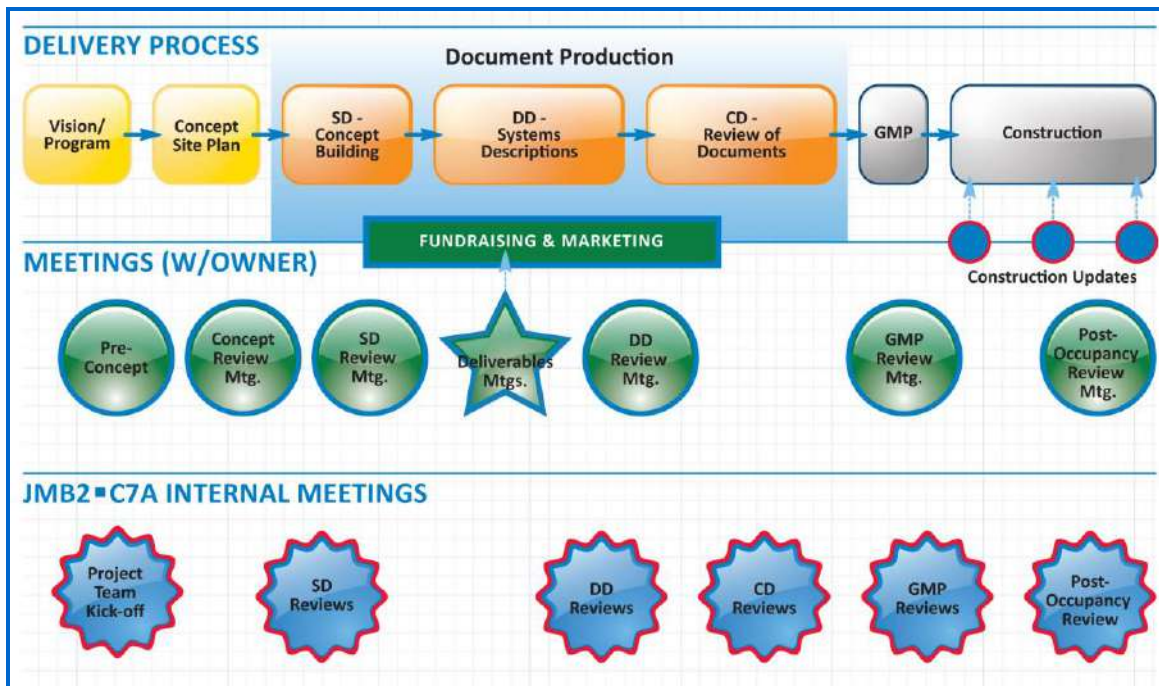 DELIVERY PROCESS
Document Production
Vision/
Program
Concept
Site Plan
SD -
Concept
Building
DD -
Systems
Descriptions
CD -
Review of
Documents
GMP
Construction
FUNDRAISING & MARKETING
MEETINGS (W/OWNER)
Construction Updates
Pre-
Concept
Concept
Review
Mtg.
SD
Review
Mtg.
Deliverables
Mtgs.
DD
Review
Mtg.
GMP
Review
Mtg.
Post-
Occupancy
Review
Mtg.
JMB2▪C7A INTERNAL MEETINGS
Project
Team
Kick-off
SD
Reviews
DD
Reviews
CD
Reviews
GMP
Reviews
Post-
Occupancy
Review